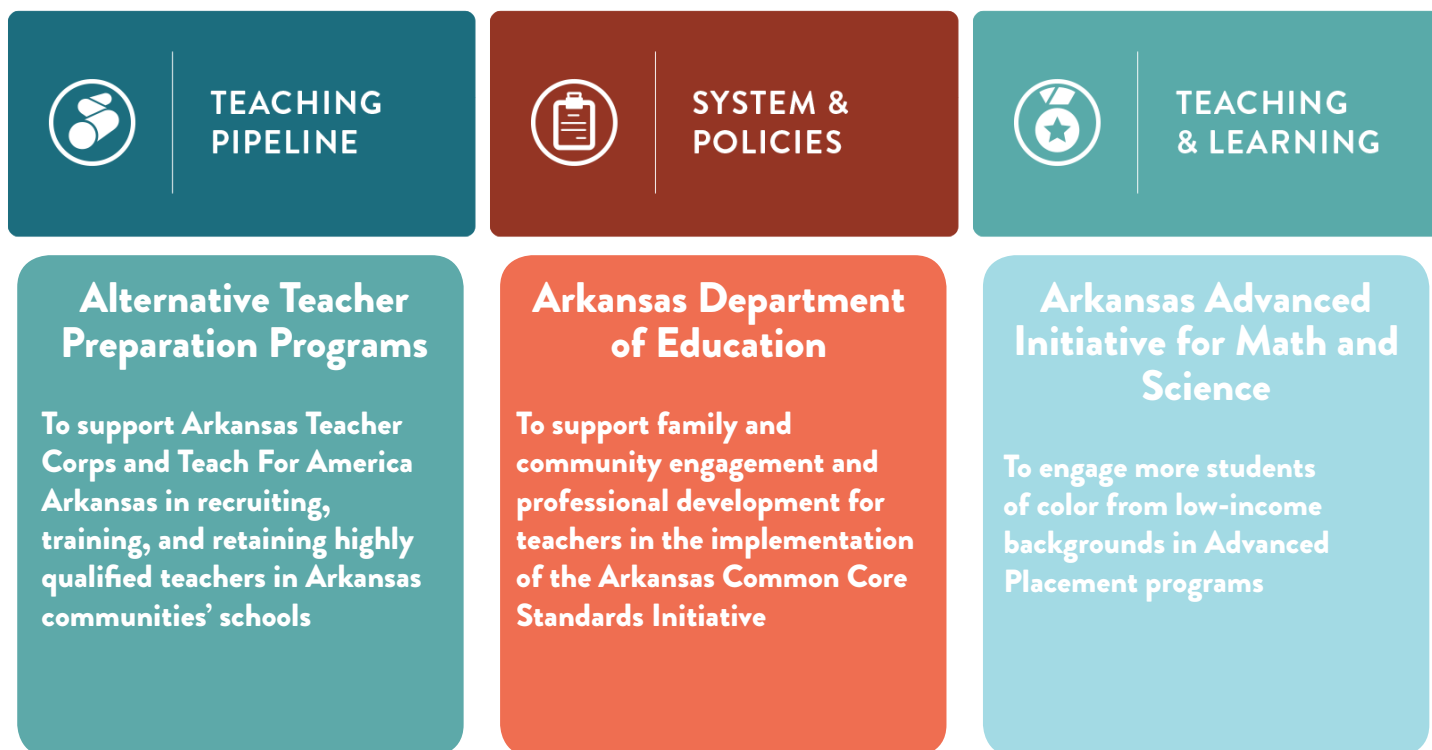 TEACHING
PIPELINE
SYSTEM &
POLICIES
TEACHING
& LEARNING
Alternative Teacher
Preparation Programs
To support Arkansas Teacher
Corps and Teach For America
Arkansas in recruiting,
training, and retaining highly
qualified teachers in Arkansas
communities’ schools
Arkansas Department
of Education
To support family and
community engagement and
professional development for
teachers in the implementation
of the Arkansas Common Core
Standards Initiative
Arkansas Advanced
Initiative for Math and
Science
To engage more students
of color from low-income
backgrounds in Advanced
Placement programs